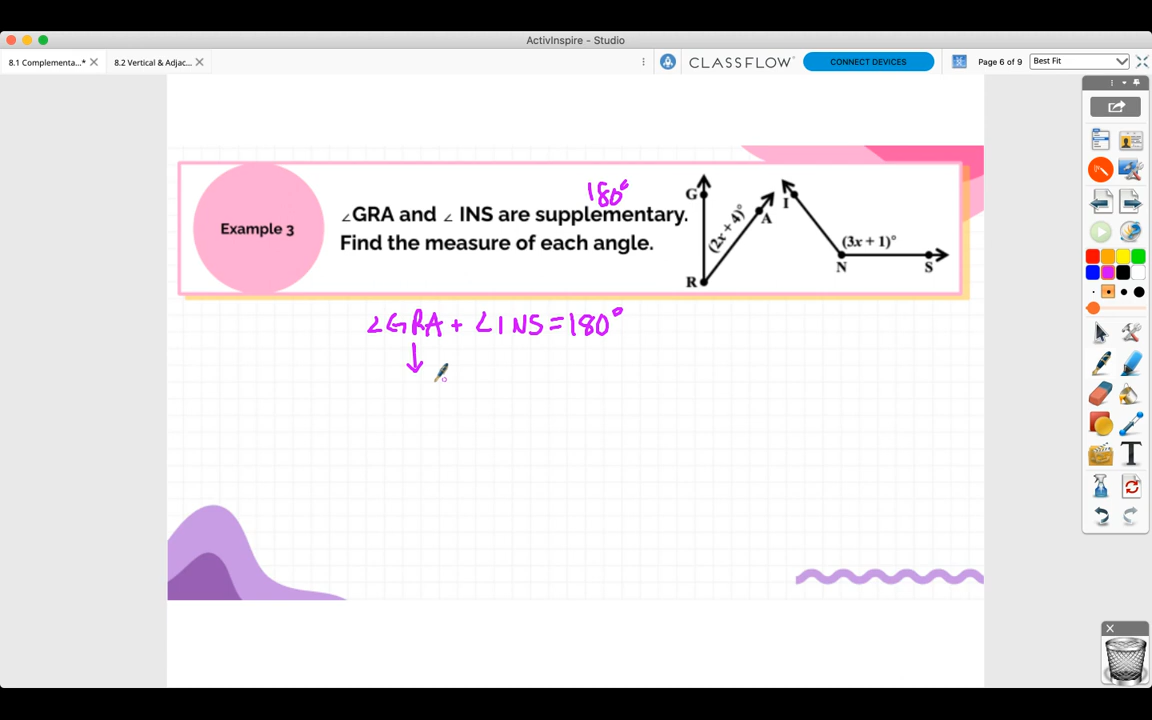 ActivInspire - Studio
8.1 Complementa...* 8.2 Vertical & Adjac... CLASSFLOW CONNECT DEVICES Page 6 of 9 Best Fit
180°
Example 3
∠GRA and ∠ INS are supplementary.
Find the measure of each angle.
G
(2x + 4)°
A
R
I
(3x + 1)°
N
S
∠GRA + ∠INS = 180°
T
X